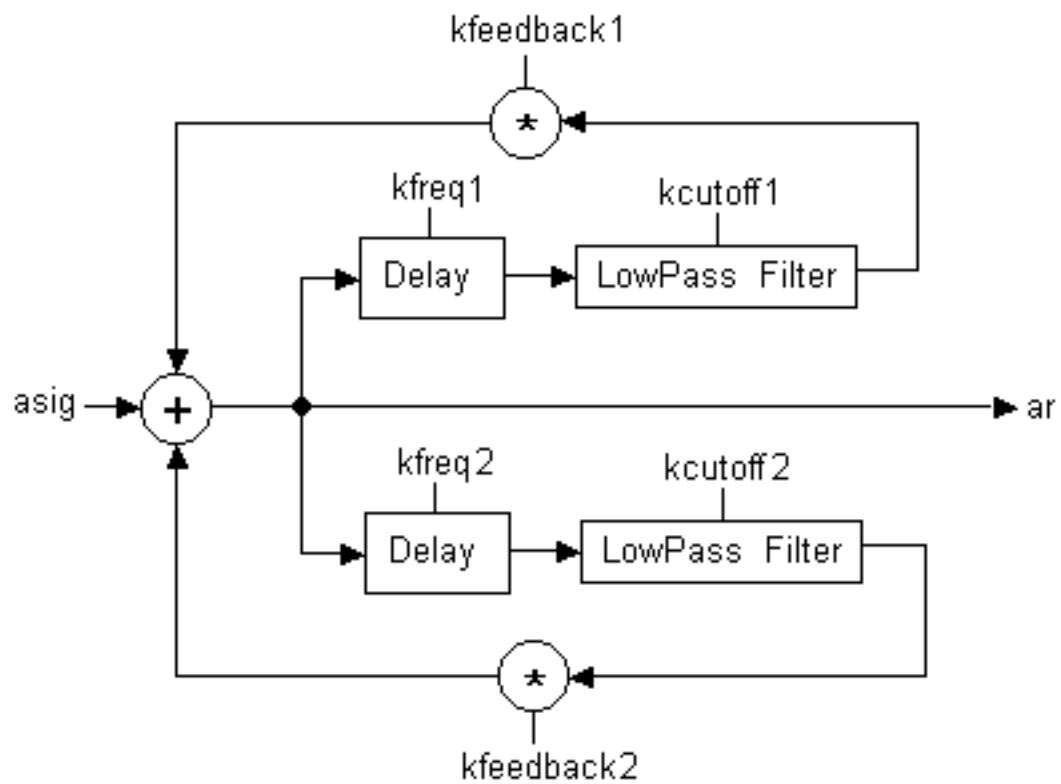 kfeedback1
*
kfreq1
kcutoff1
Delay
LowPass Filter
asig
+
ar
kfreq2
kcutoff2
Delay
LowPass Filter
*
kfeedback2